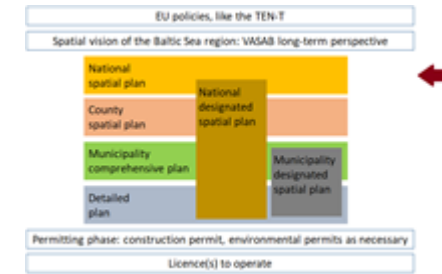 EU policies, like the TEN-T
Spatial vision of the Baltic Sea region: VASAB long-term perspective
National
spatial plan
National
designated
spatial plan
County
spatial plan
Municipality
comprehensive plan
Municipality
designated
spatial plan
Detailed
plan
Permitting phase: construction permit, environmental permits as necessary
Licence(s) to operate